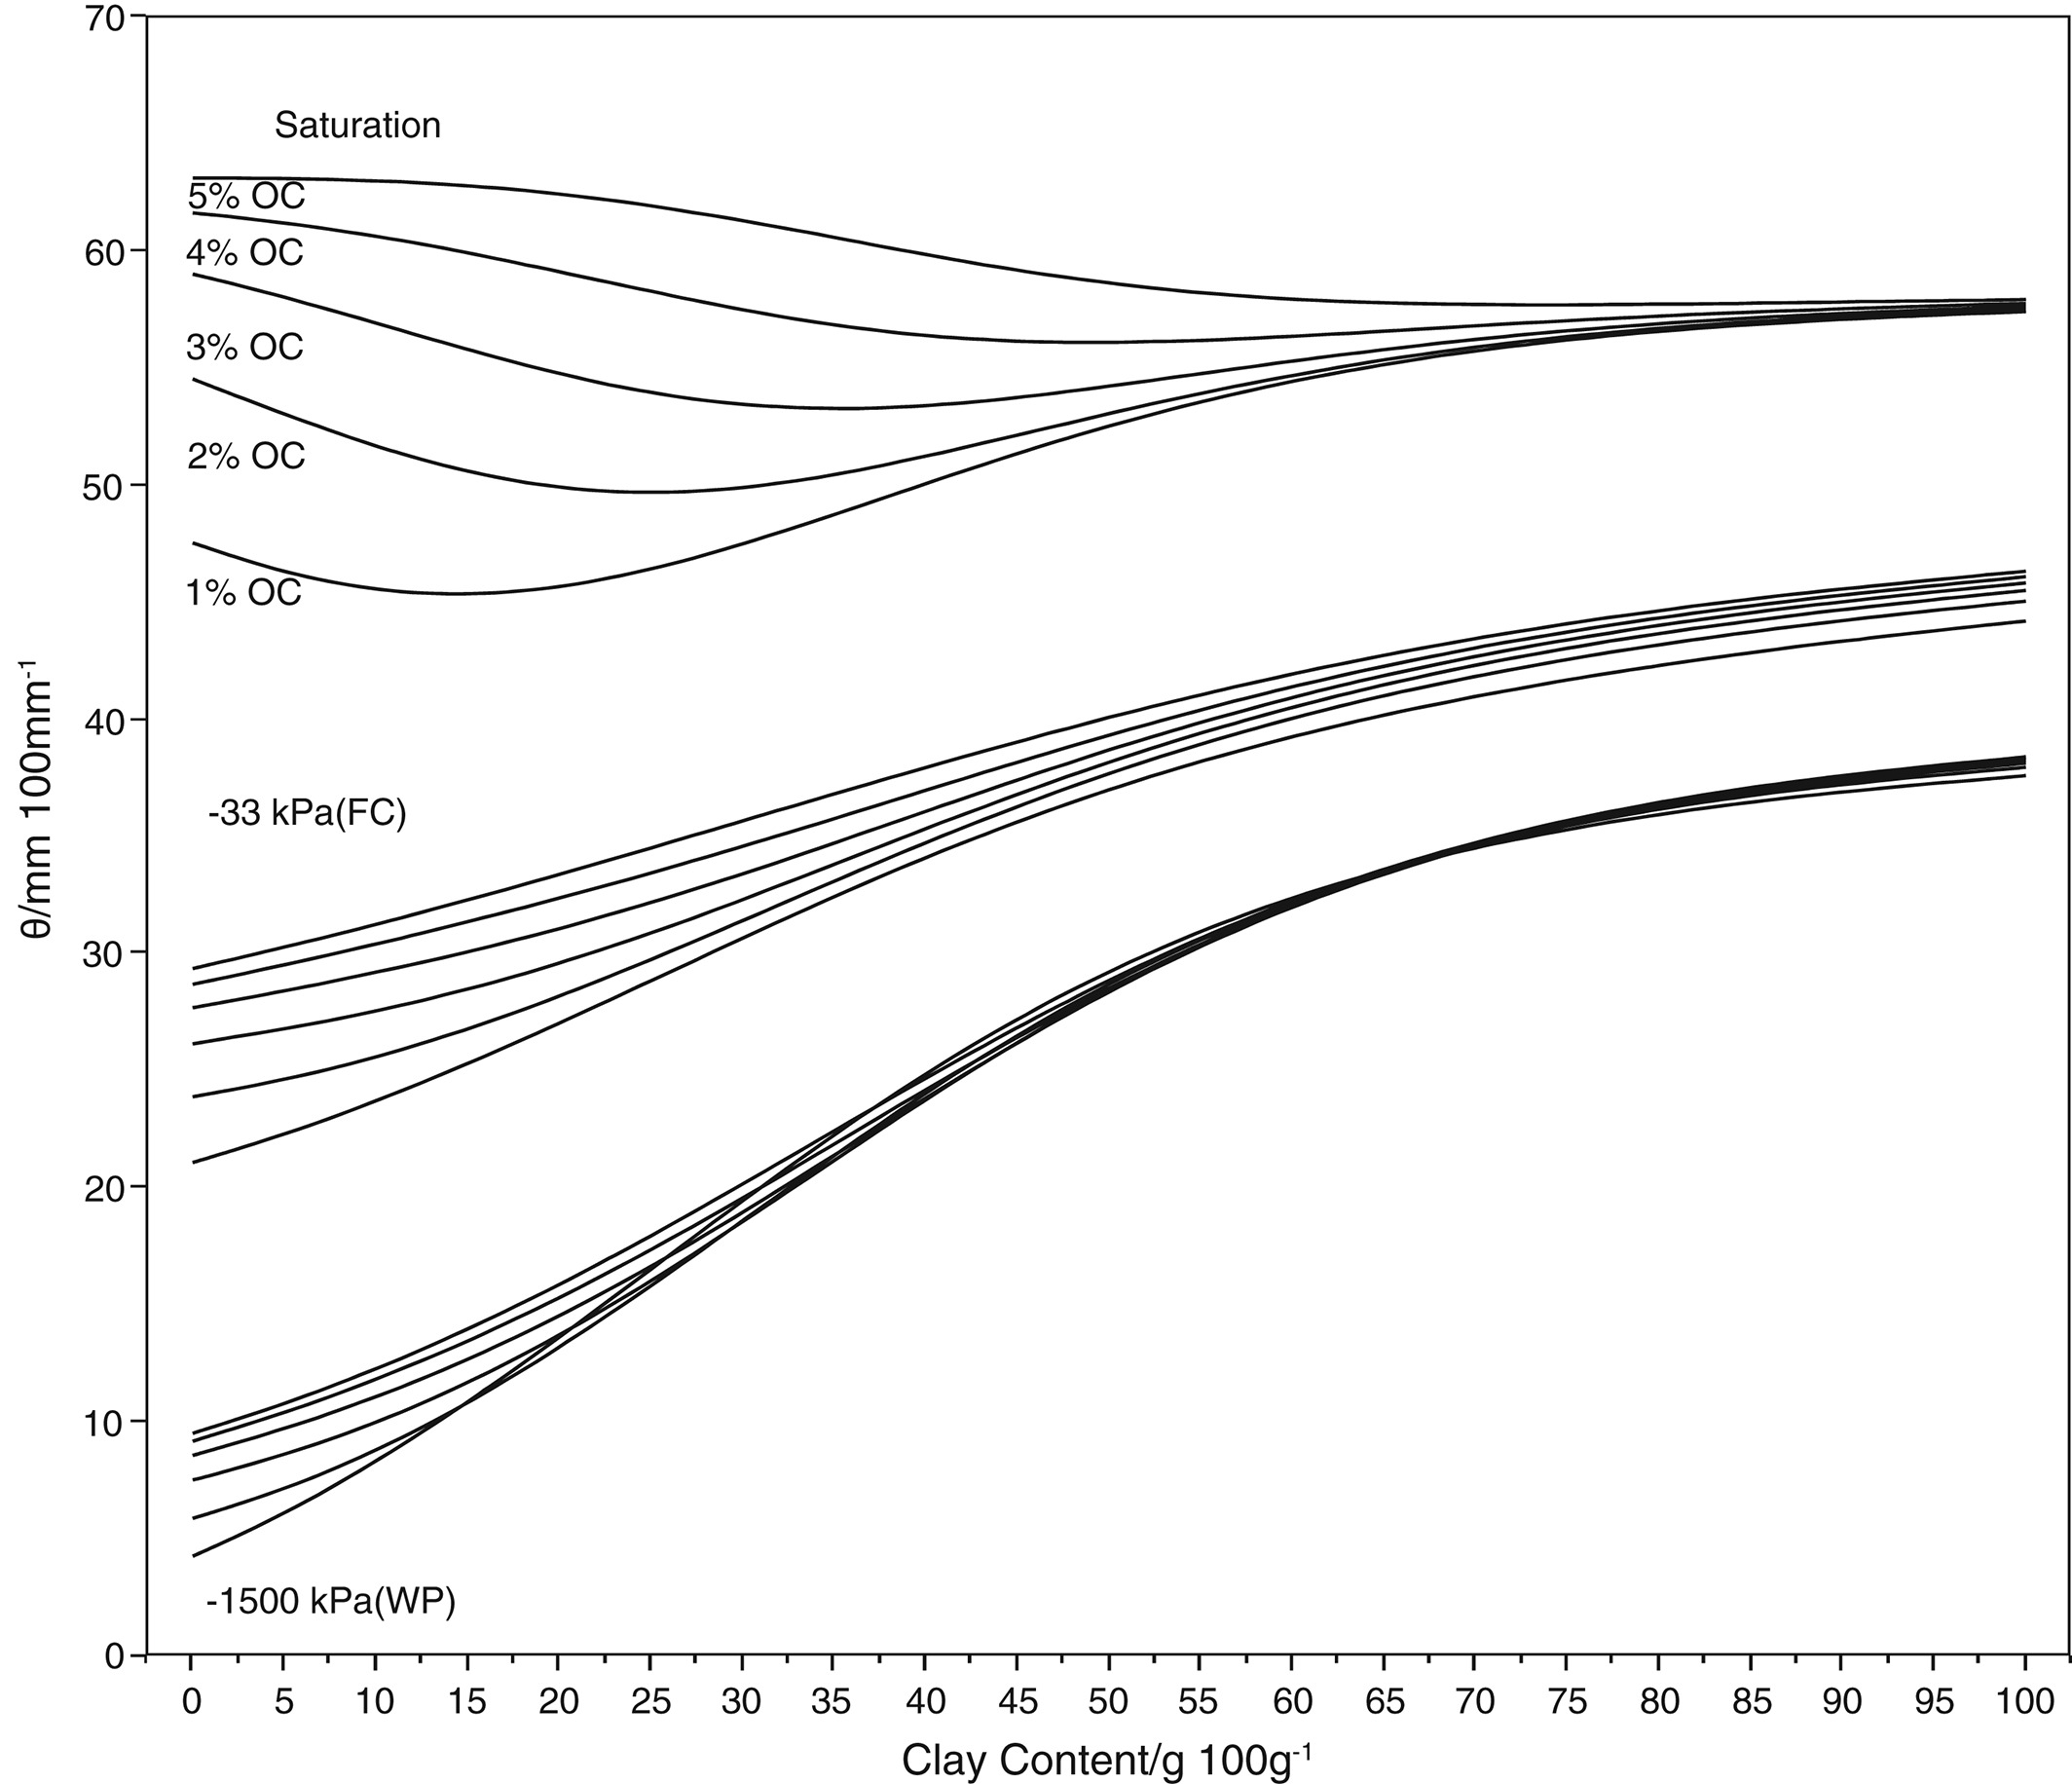 70
60
50
40
30
20
10
0
θ/mm 100mm⁻¹
Saturation
5% OC
4% OC
3% OC
2% OC
1% OC
-33 kPa(FC)
-1500 kPa(WP)
0 5 10 15 20 25 30 35 40 45 50 55 60 65 70 75 80 85 90 95 100
Clay Content/g 100g⁻¹